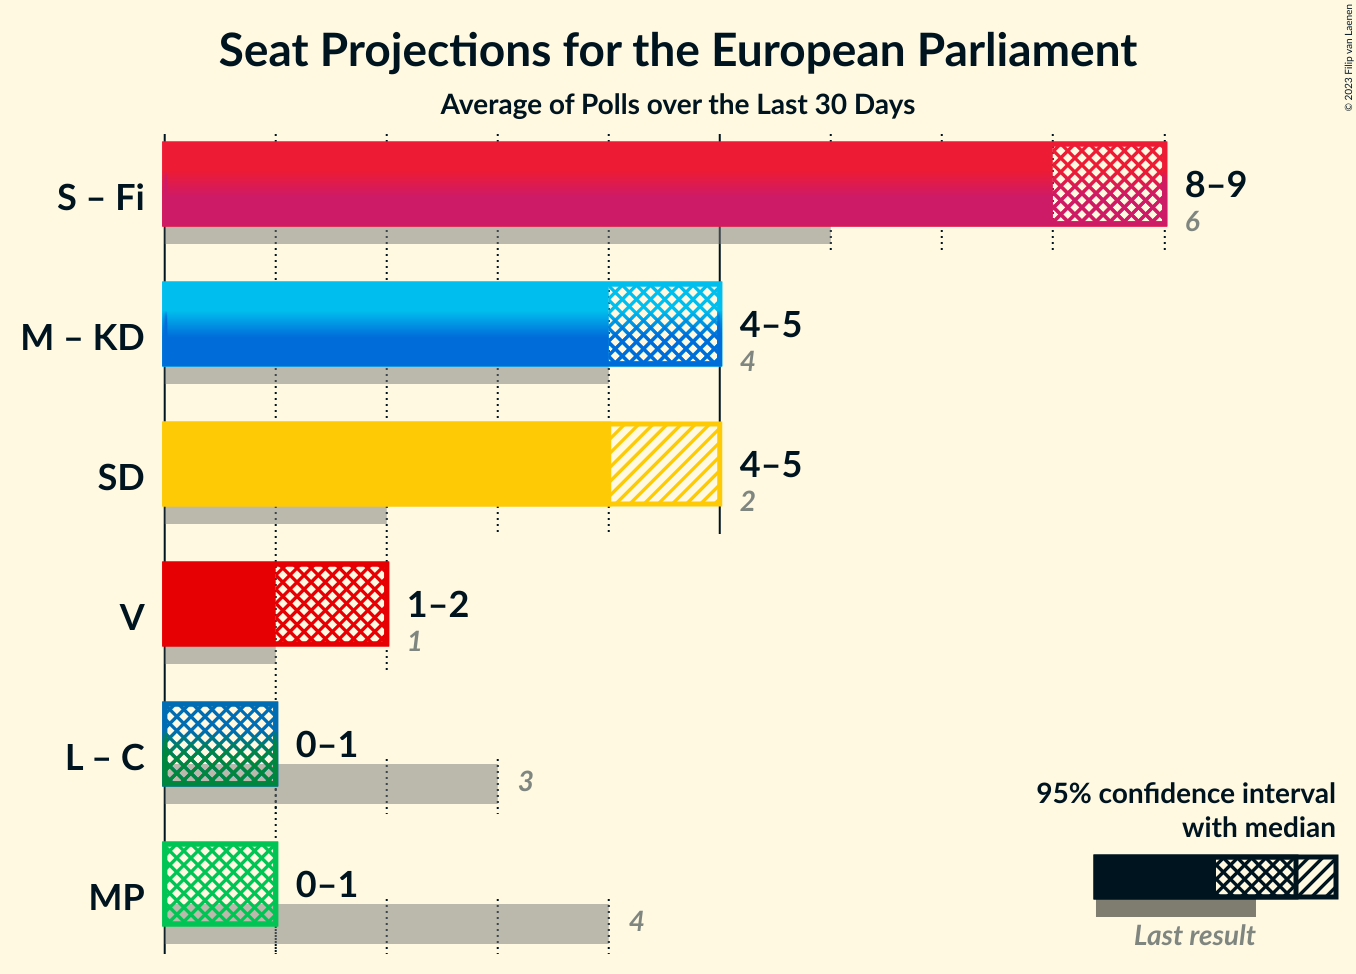 Seat Projections for the European Parliament
Average of Polls over the Last 30 Days
© 2023 Filip van Laenen
S – Fi
8–9
6
M – KD
4–5
4
SD
4–5
2
V
1–2
1
L – C
0–1
3
MP
0–1
4
95% confidence interval
with median
Last result